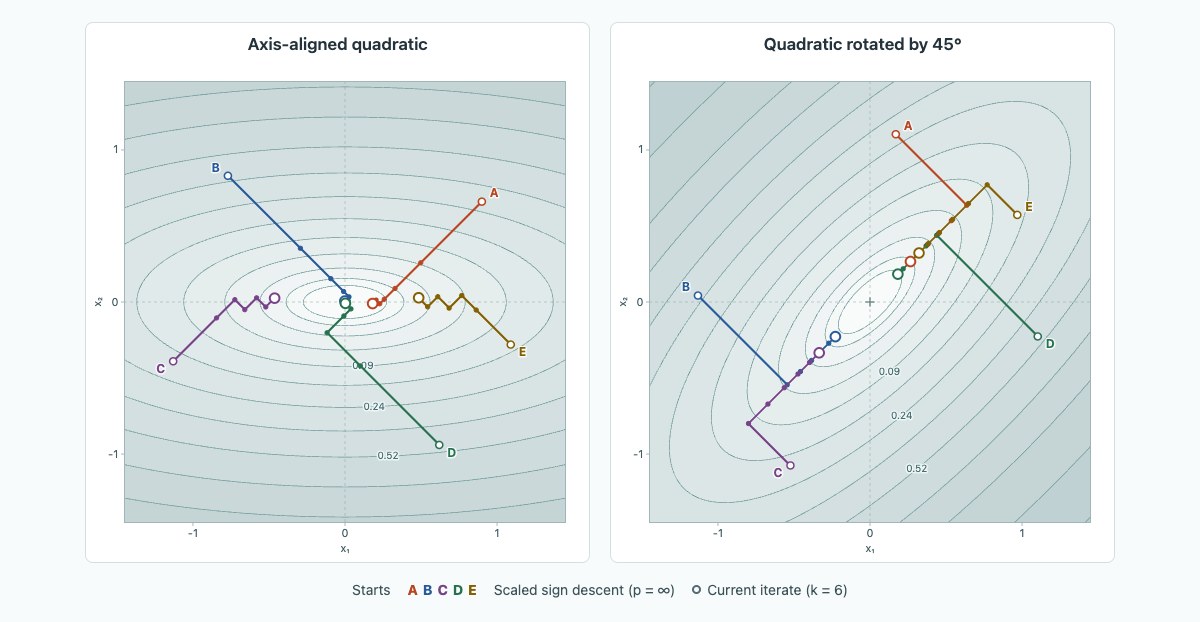 Axis-aligned quadratic
B
A
C
E
D
0.09
0.24
0.52
1
0
-1
x₂
-1
0
1
x₁
Quadratic rotated by 45°
A
E
B
D
C
0.09
0.24
0.52
1
0
-1
x₂
-1
0
1
x₁
Starts A B C D E Scaled sign descent (p = ∞) Current iterate (k = 6)